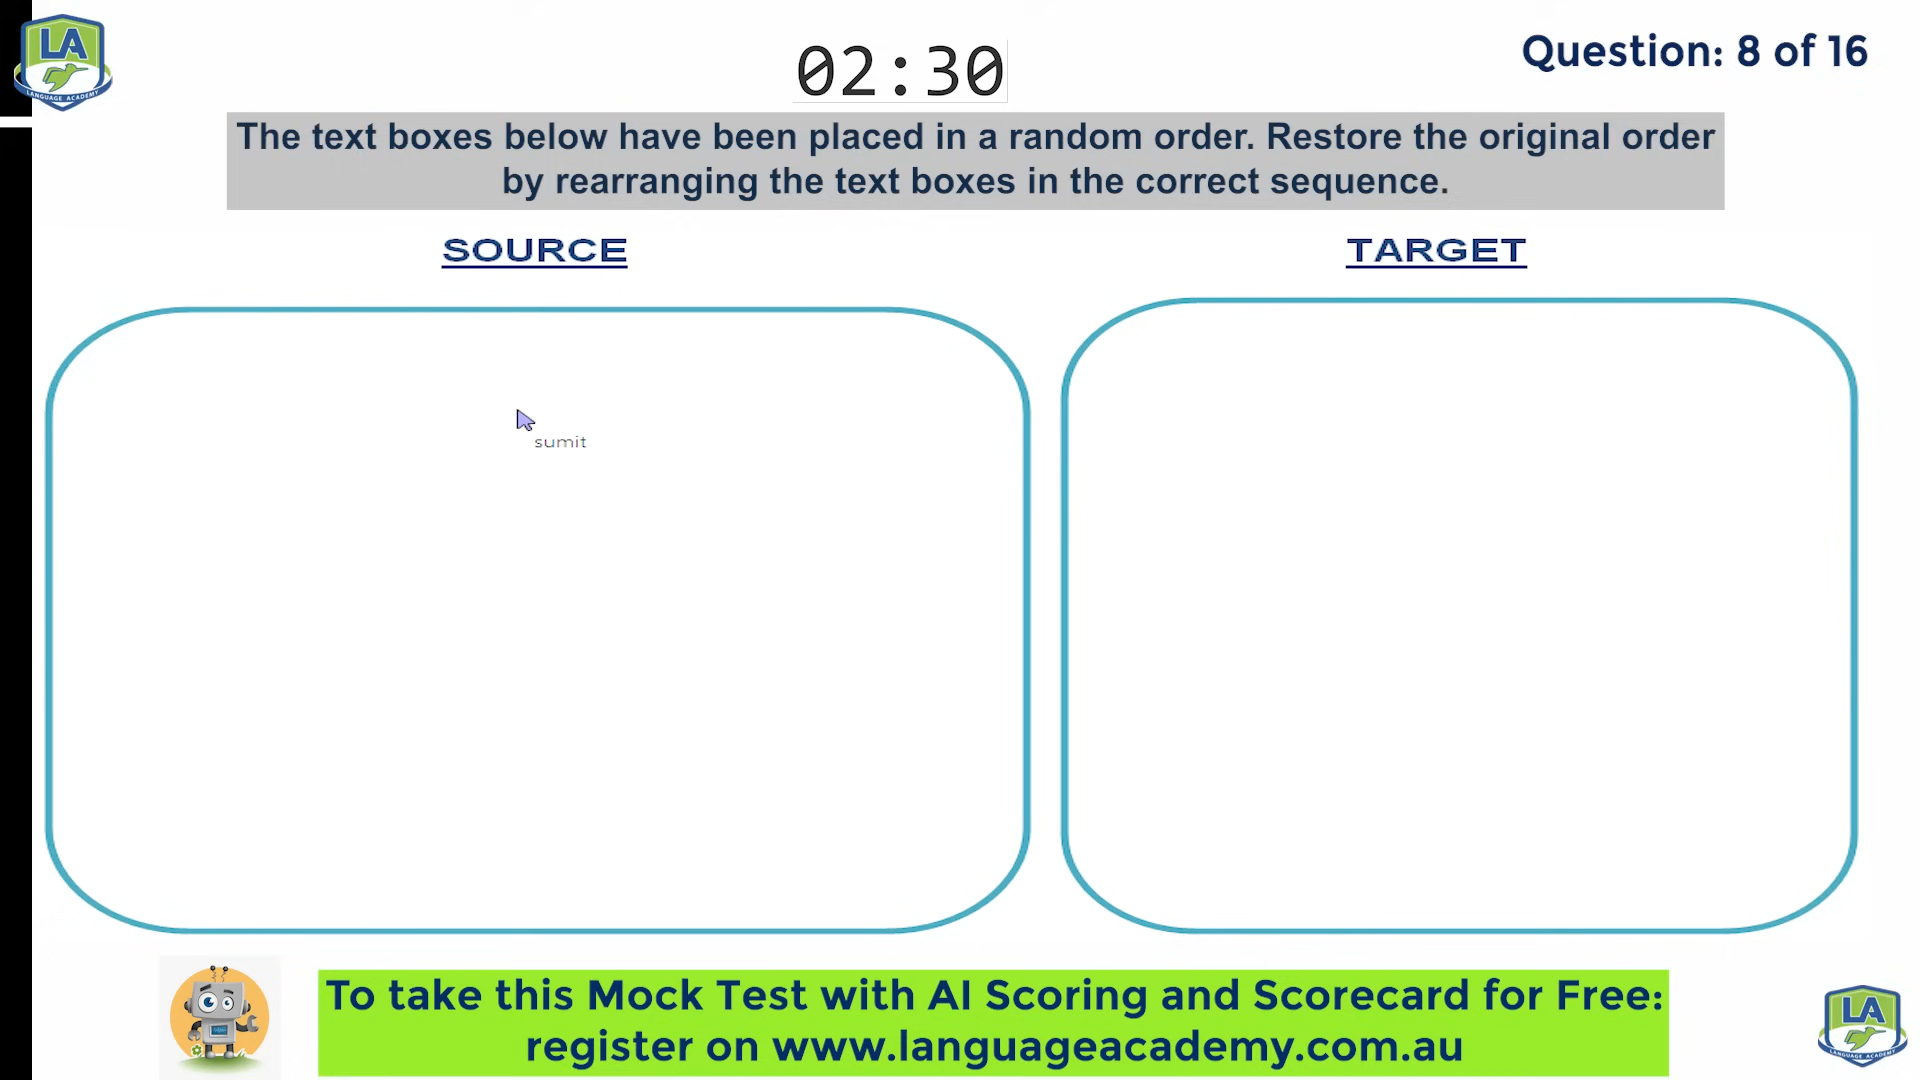 LA
LANGUAGE ACADEMY
02:30
Question: 8 of 16
The text boxes below have been placed in a random order. Restore the original order
by rearranging the text boxes in the correct sequence.
SOURCE
TARGET
sumit
To take this Mock Test with AI Scoring and Scorecard for Free:
register on www.languageacademy.com.au
LA
LANGUAGE ACADEMY